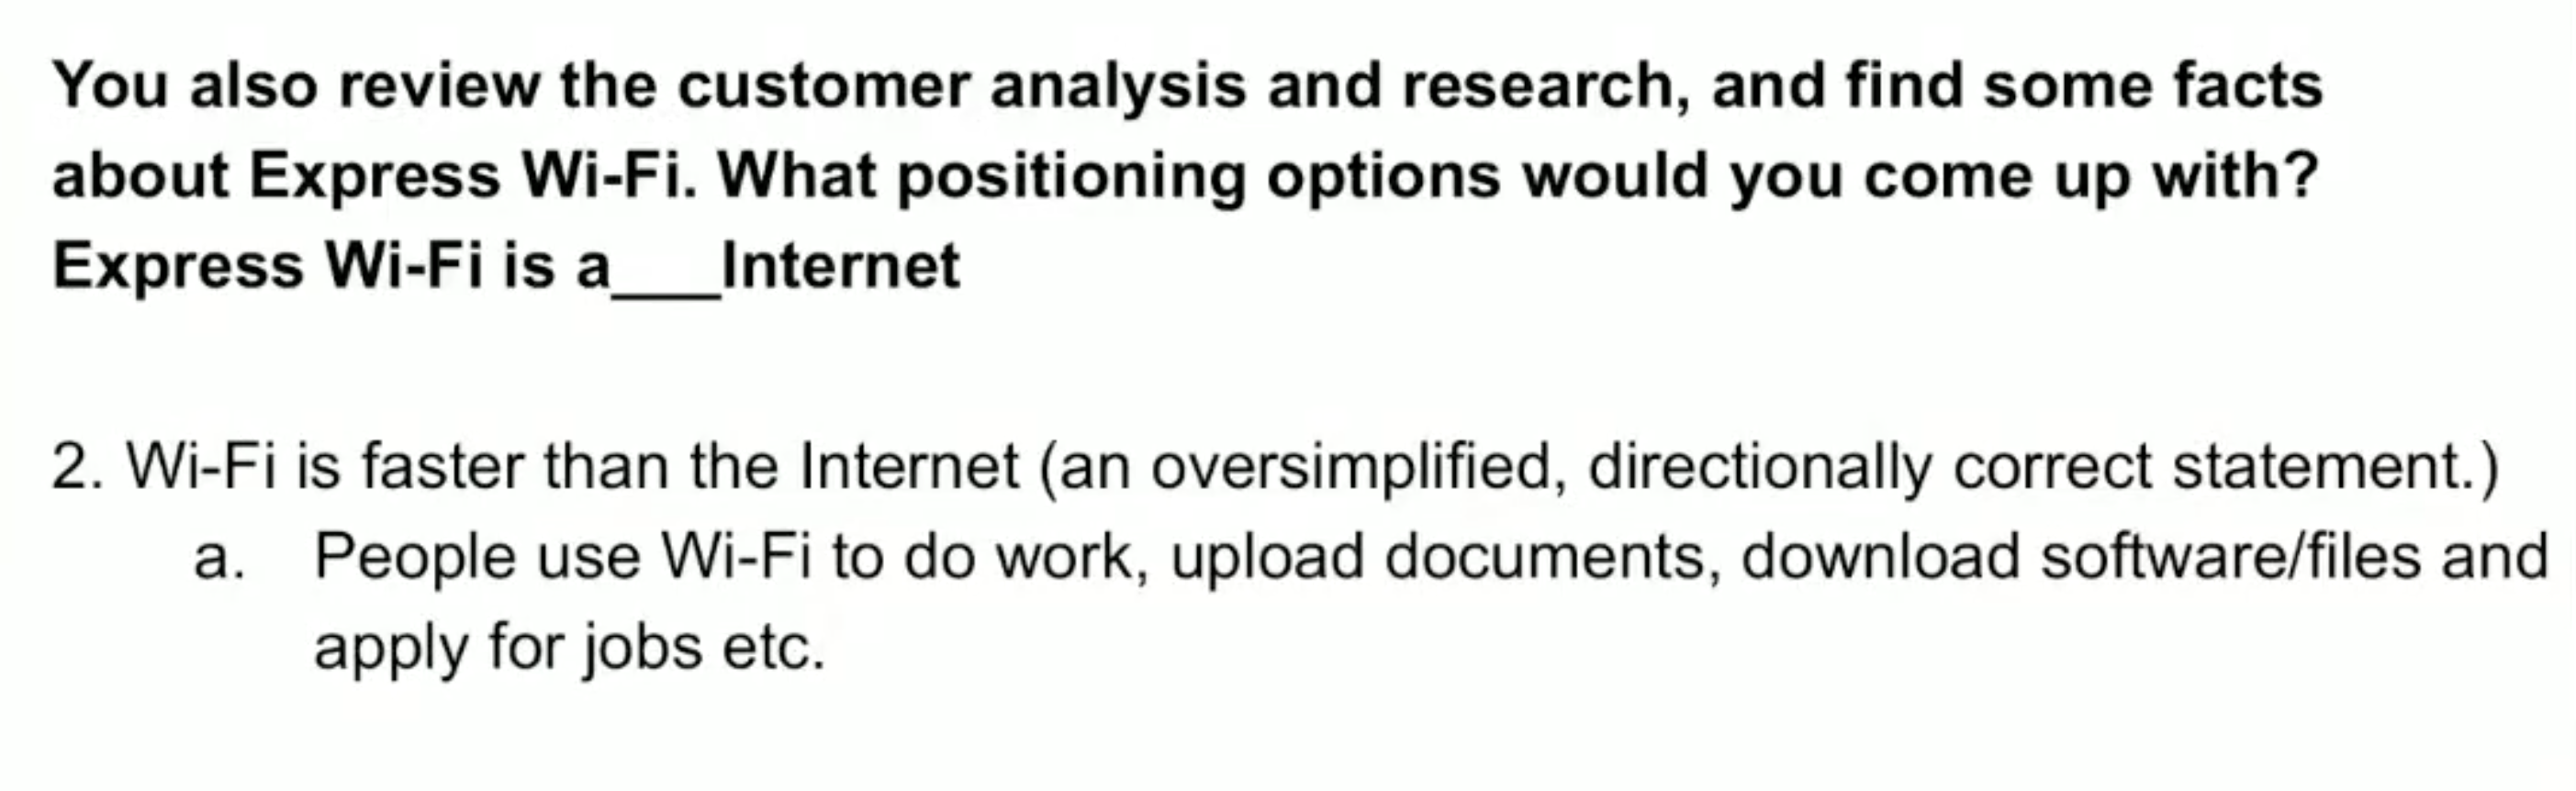 You also review the customer analysis and research, and find some facts
about Express Wi-Fi. What positioning options would you come up with?
Express Wi-Fi is a___Internet
2. Wi-Fi is faster than the Internet (an oversimplified, directionally correct statement.)
a. People use Wi-Fi to do work, upload documents, download software/files and
apply for jobs etc.